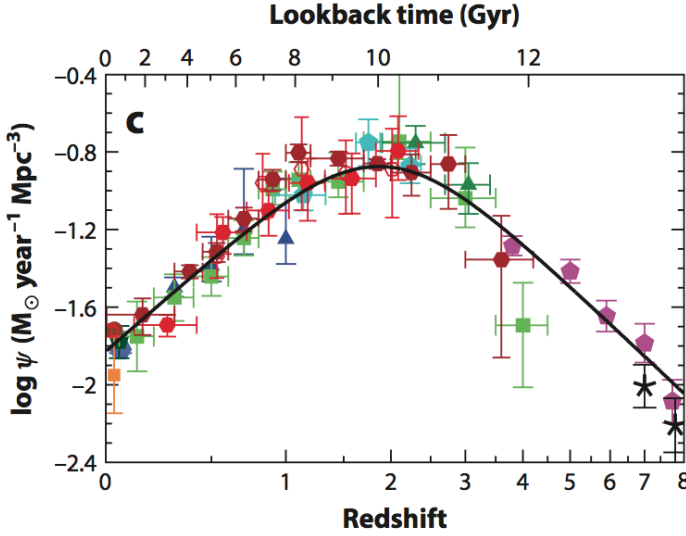 Lookback time (Gyr)
0 2 4 6 8 10 12
c
log ψ (M⊙ year⁻¹ Mpc⁻³)
−0.4
−0.8
−1.2
−1.6
−2
−2.4
0 1 2 3 4 5 6 7 8
Redshift